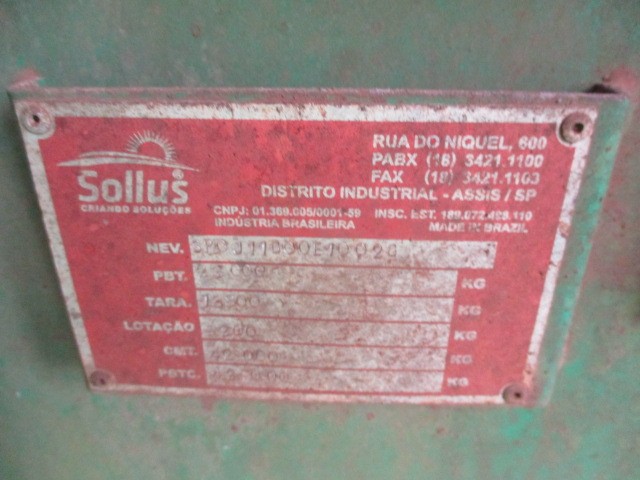 Sollus
CRIANDO SOLUÇÕES
RUA DO NIQUEL, 600
PABX (18) 3421.1100
FAX (18) 3421.1103
DISTRITO INDUSTRIAL - ASSIS / SP
CNPJ: 01.369.005/0001-59 INSC. EST. 189.072.498.110
INDÚSTRIA BRASILEIRA MADE IN BRAZIL
NEV.
PBT. KG
TARA. KG
LOTAÇÃO KG
CMT. KG
PBTC. KG